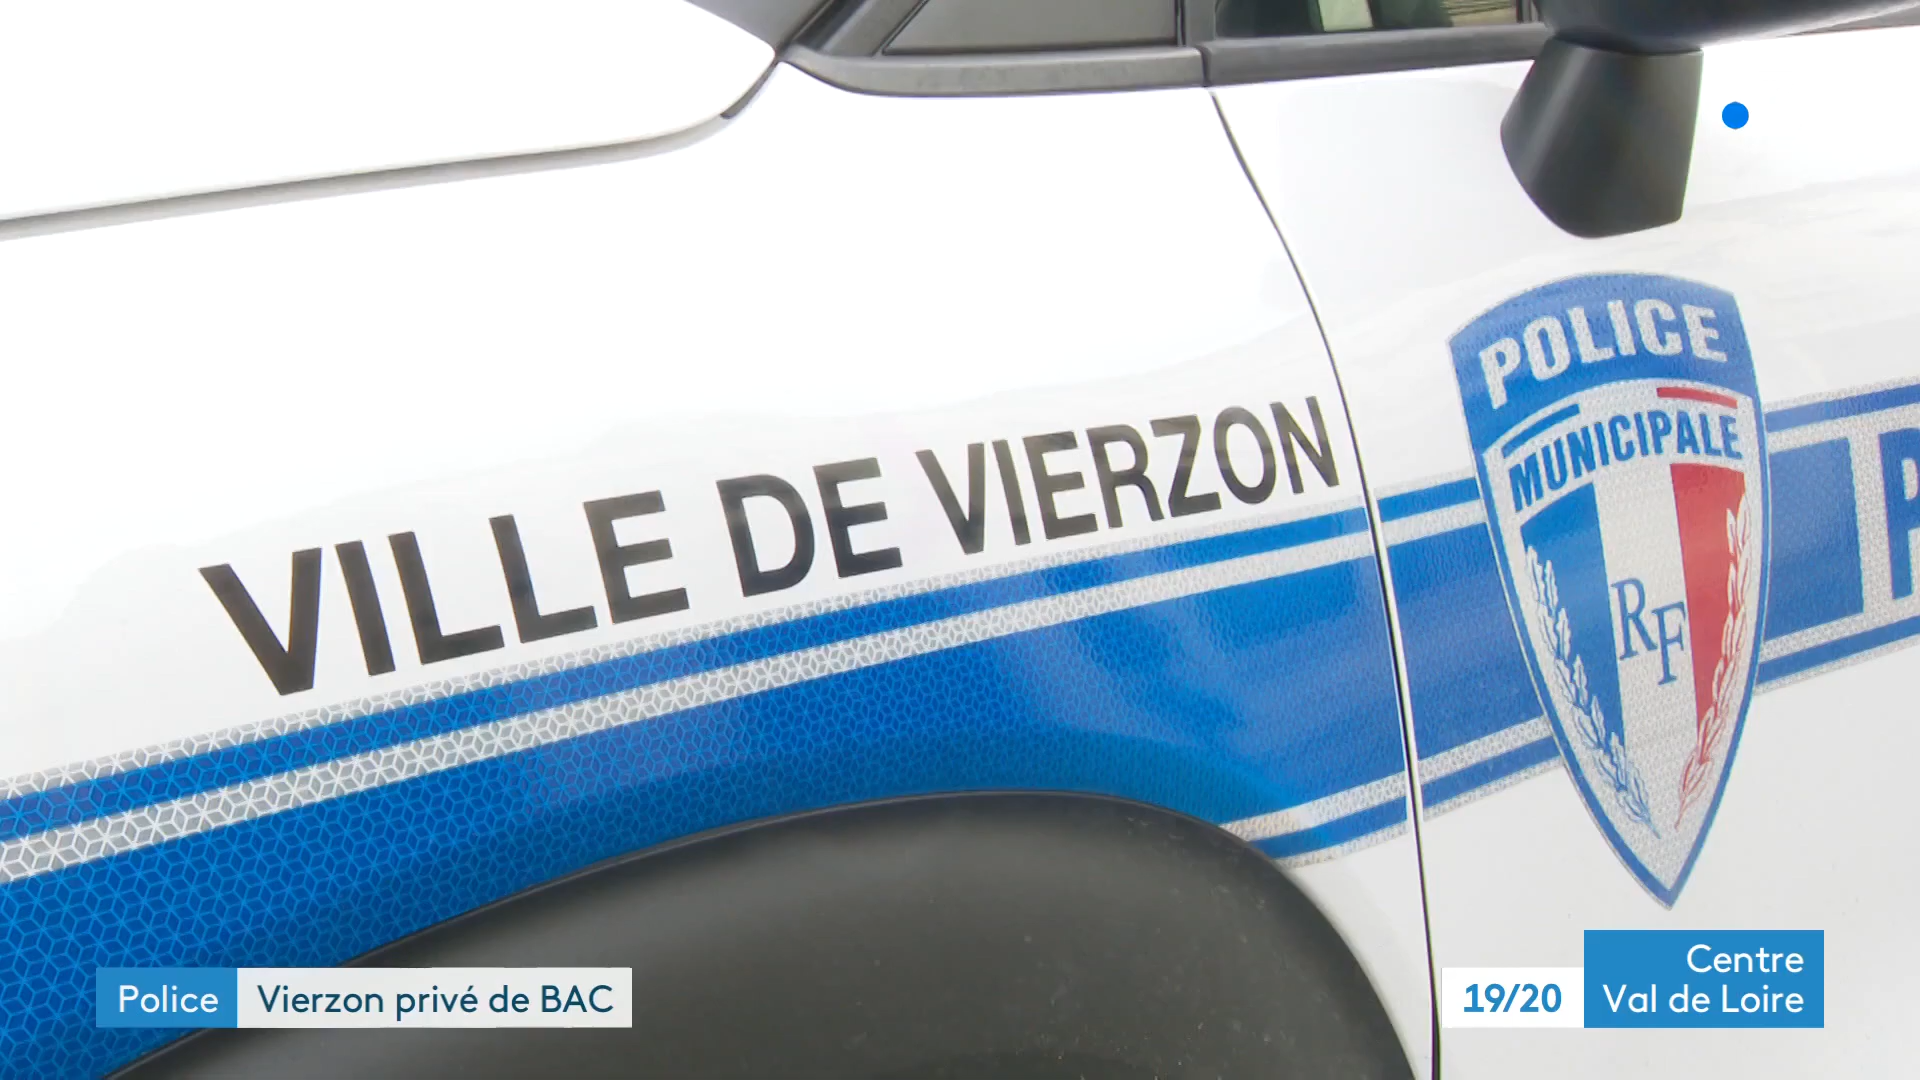 VILLE DE VIERZON
POLICE
MUNICIPALE
RF
P
Police Vierzon privé de BAC
19/20 Centre
Val de Loire